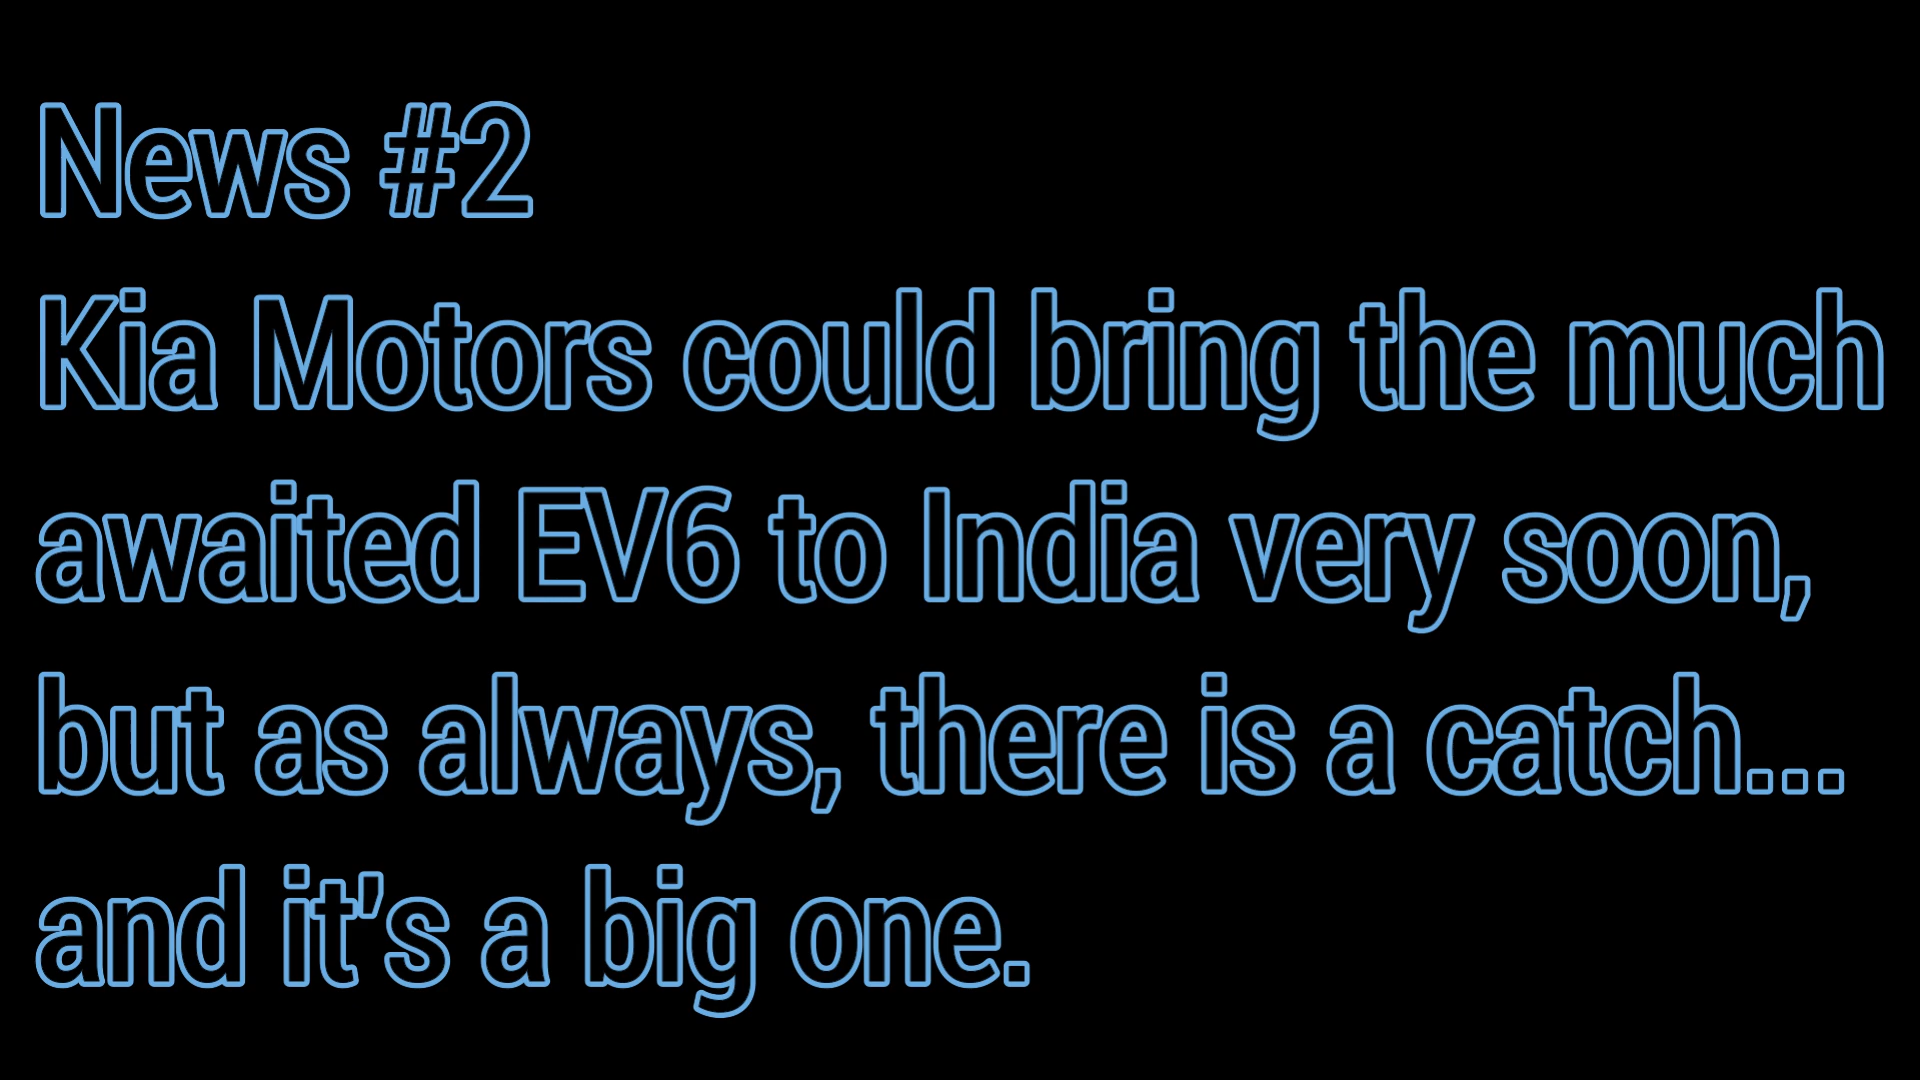 News #2
Kia Motors could bring the much
awaited EV6 to India very soon,
but as always, there is a catch...
and it's a big one.